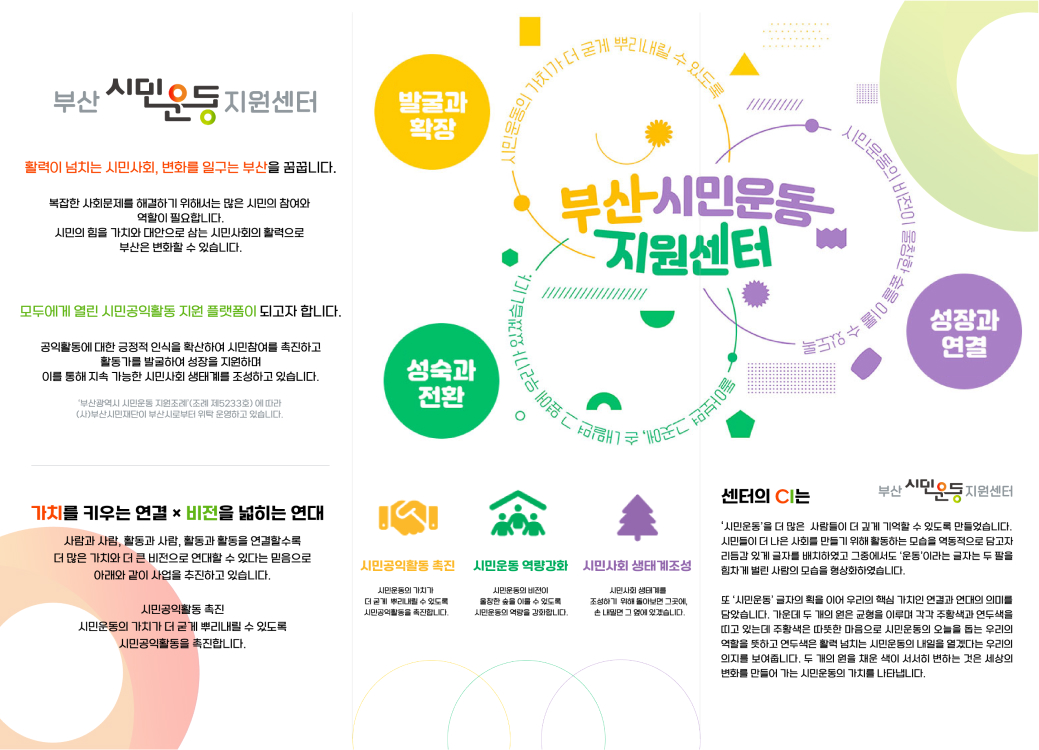 부산 시민운동 지원센터
활력이 넘치는 시민사회, 변화를 일구는 부산을 꿈꿉니다.
복잡한 사회문제를 해결하기 위해서는 많은 시민의 참여와
역할이 필요합니다.
시민의 힘을 가치와 대안으로 삼는 시민사회의 활력으로
부산은 변화할 수 있습니다.
모두에게 열린 시민공익활동 지원 플랫폼이 되고자 합니다.
공익활동에 대한 긍정적 인식을 확산하여 시민참여를 촉진하고
활동가를 발굴하여 성장을 지원하며
이를 통해 지속 가능한 시민사회 생태계를 조성하고 있습니다.
'부산광역시 시민운동 지원조례'(조례 제5233호) 에 따라
(사)부산시민재단이 부산시로부터 위탁 운영하고 있습니다.
가치를 키우는 연결 × 비전을 넓히는 연대
사람과 사람, 활동과 사람, 활동과 활동을 연결할수록
더 많은 가치와 더 큰 비전으로 연대할 수 있다는 믿음으로
아래와 같이 사업을 추진하고 있습니다.
시민공익활동 촉진
시민운동의 가치가 더 굳게 뿌리내릴 수 있도록
시민공익활동을 촉진합니다.
발굴과
확장
시민운동의 가치가 더 굳게 뿌리내릴 수 있도록
부산시민운동
지원센터
시민운동의 비전이 울창한 숲을 이룰 수 있도록
성장과
연결
성숙과
전환
돌아보면 그곳에, 손 내밀면 그 옆에 우리가 있겠습니다
시민공익활동 촉진
시민운동의 가치가
더 굳게 뿌리내릴 수 있도록
시민공익활동을 촉진합니다.
시민운동 역량강화
시민운동의 비전이
울창한 숲을 이룰 수 있도록
시민운동의 역량을 강화합니다.
시민사회 생태계조성
시민사회 생태계를
조성하기 위해 돌아보면 그곳에,
손 내밀면 그 옆에 있겠습니다.
센터의 CI는
부산 시민운동 지원센터
'시민운동'을 더 많은 사람들이 더 깊게 기억할 수 있도록 만들었습니다.
시민들이 더 나은 사회를 만들기 위해 활동하는 모습을 역동적으로 담고자
리듬감 있게 글자를 배치하였고 그중에서도 '운동'이라는 글자는 두 팔을
힘차게 벌린 사람의 모습을 형상화하였습니다.
또 '시민운동' 글자의 획을 이어 우리의 핵심 가치인 연결과 연대의 의미를
담았습니다. 가운데 두 개의 원은 균형을 이루며 각각 주황색과 연두색을
띠고 있는데 주황색은 따뜻한 마음으로 시민운동의 오늘을 돕는 우리의
역할을 뜻하고 연두색은 활력 넘치는 시민운동의 내일을 열겠다는 우리의
의지를 보여줍니다. 두 개의 원을 채운 색이 서서히 변하는 것은 세상의
변화를 만들어 가는 시민운동의 가치를 나타냅니다.